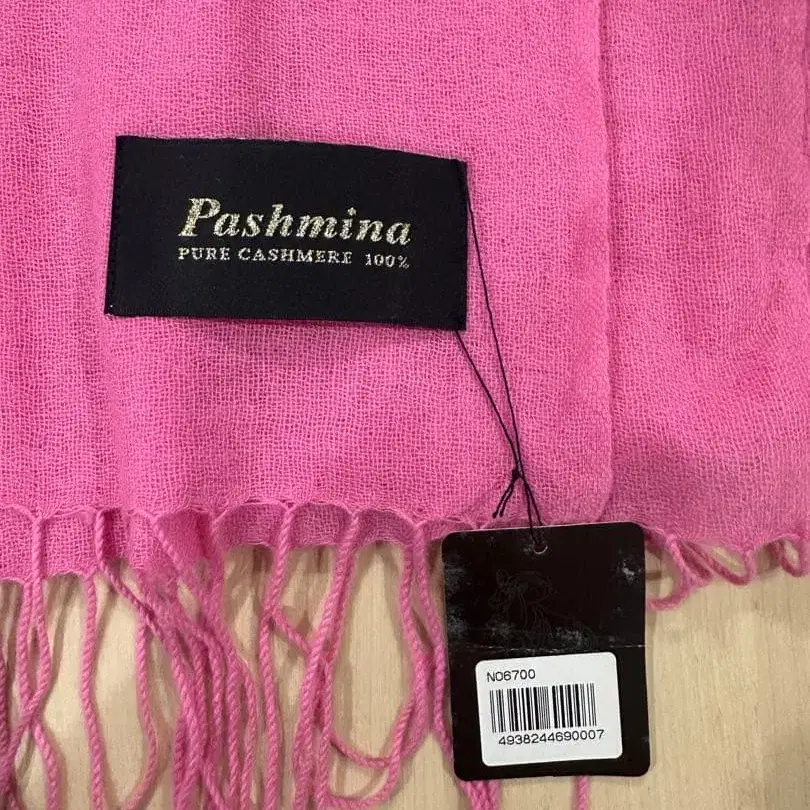 Pashmina
PURE CASHMERE 100%
N06700
4938244690007